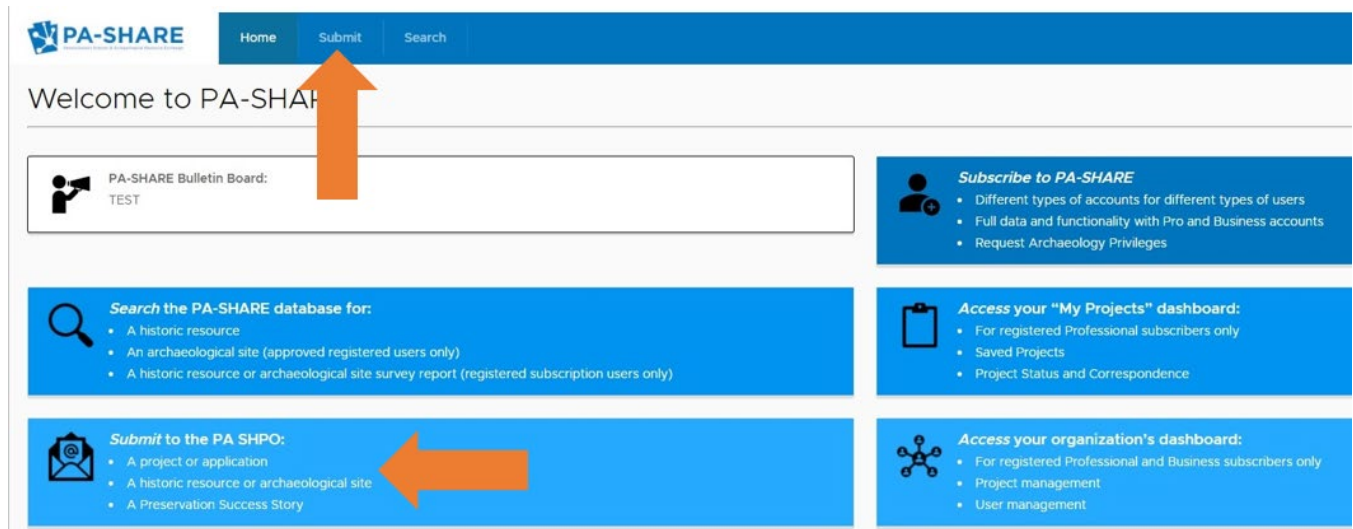 PA-SHARE
Home
Submit
Search
Welcome to PA-SHAR
PA-SHARE Bulletin Board:
TEST
Subscribe to PA-SHARE
• Different types of accounts for different types of users
• Full data and functionality with Pro and Business accounts
• Request Archaeology Privileges
Search the PA-SHARE database for:
• A historic resource
• An archaeological site (approved registered users only)
• A historic resource or archaeological site survey report (registered subscription users only)
Access your “My Projects” dashboard:
• For registered Professional subscribers only
• Saved Projects
• Project Status and Correspondence
Submit to the PA SHPO:
• A project or application
• A historic resource or archaeological site
• A Preservation Success Story
Access your organization’s dashboard:
• For registered Professional and Business subscribers only
• Project management
• User management